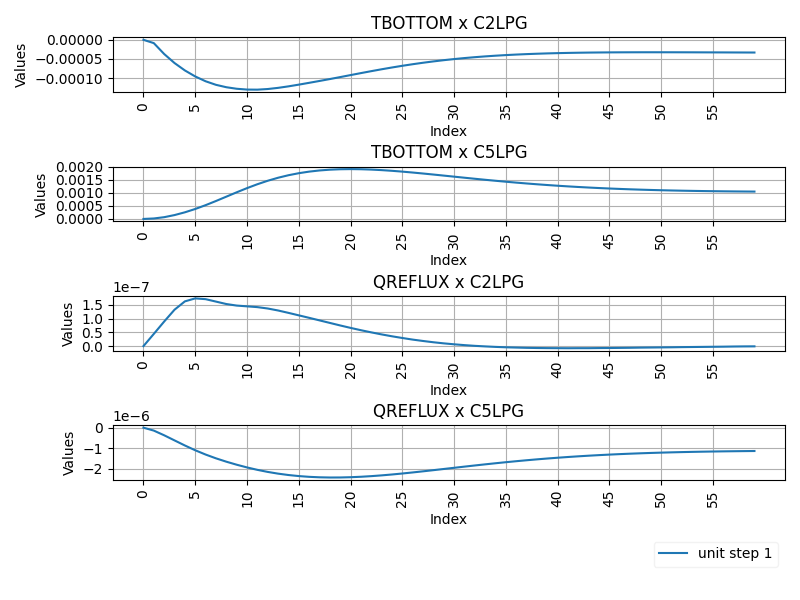 TBOTTOM x C2LPG
0.00000
−0.00005
−0.00010
Values
0 5 10 15 20 25 30 35 40 45 50 55
Index
TBOTTOM x C5LPG
0.0020
0.0015
0.0010
0.0005
0.0000
Values
0 5 10 15 20 25 30 35 40 45 50 55
Index
QREFLUX x C2LPG
1e−7
1.5
1.0
0.5
0.0
Values
0 5 10 15 20 25 30 35 40 45 50 55
Index
QREFLUX x C5LPG
1e−6
0
−1
−2
Values
0 5 10 15 20 25 30 35 40 45 50 55
Index
unit step 1